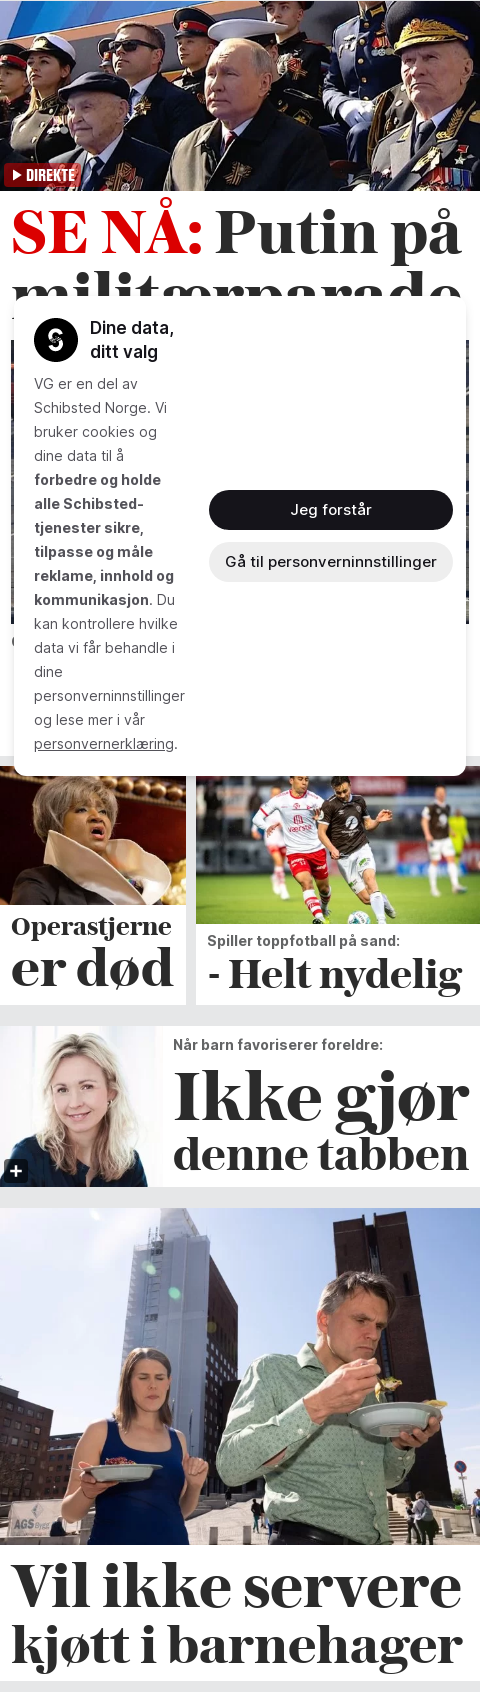 DIREKTE
SE NÅ: Putin på
militærparade
Dine data,
ditt valg
VG er en del av
Schibsted Norge. Vi
bruker cookies og
dine data til å
forbedre og holde
alle Schibsted-
tjenester sikre,
tilpasse og måle
reklame, innhold og
kommunikasjon. Du
kan kontrollere hvilke
data vi får behandle i
dine
personverninnstillinger
og lese mer i vår
personvernerklæring.
Jeg forstår
Gå til personverninnstillinger
Operastjerne
er død
Spiller toppfotball på sand:
- Helt nydelig
Når barn favoriserer foreldre:
Ikke gjør
denne tabben
AGS
Vil ikke servere
kjøtt i barnehager